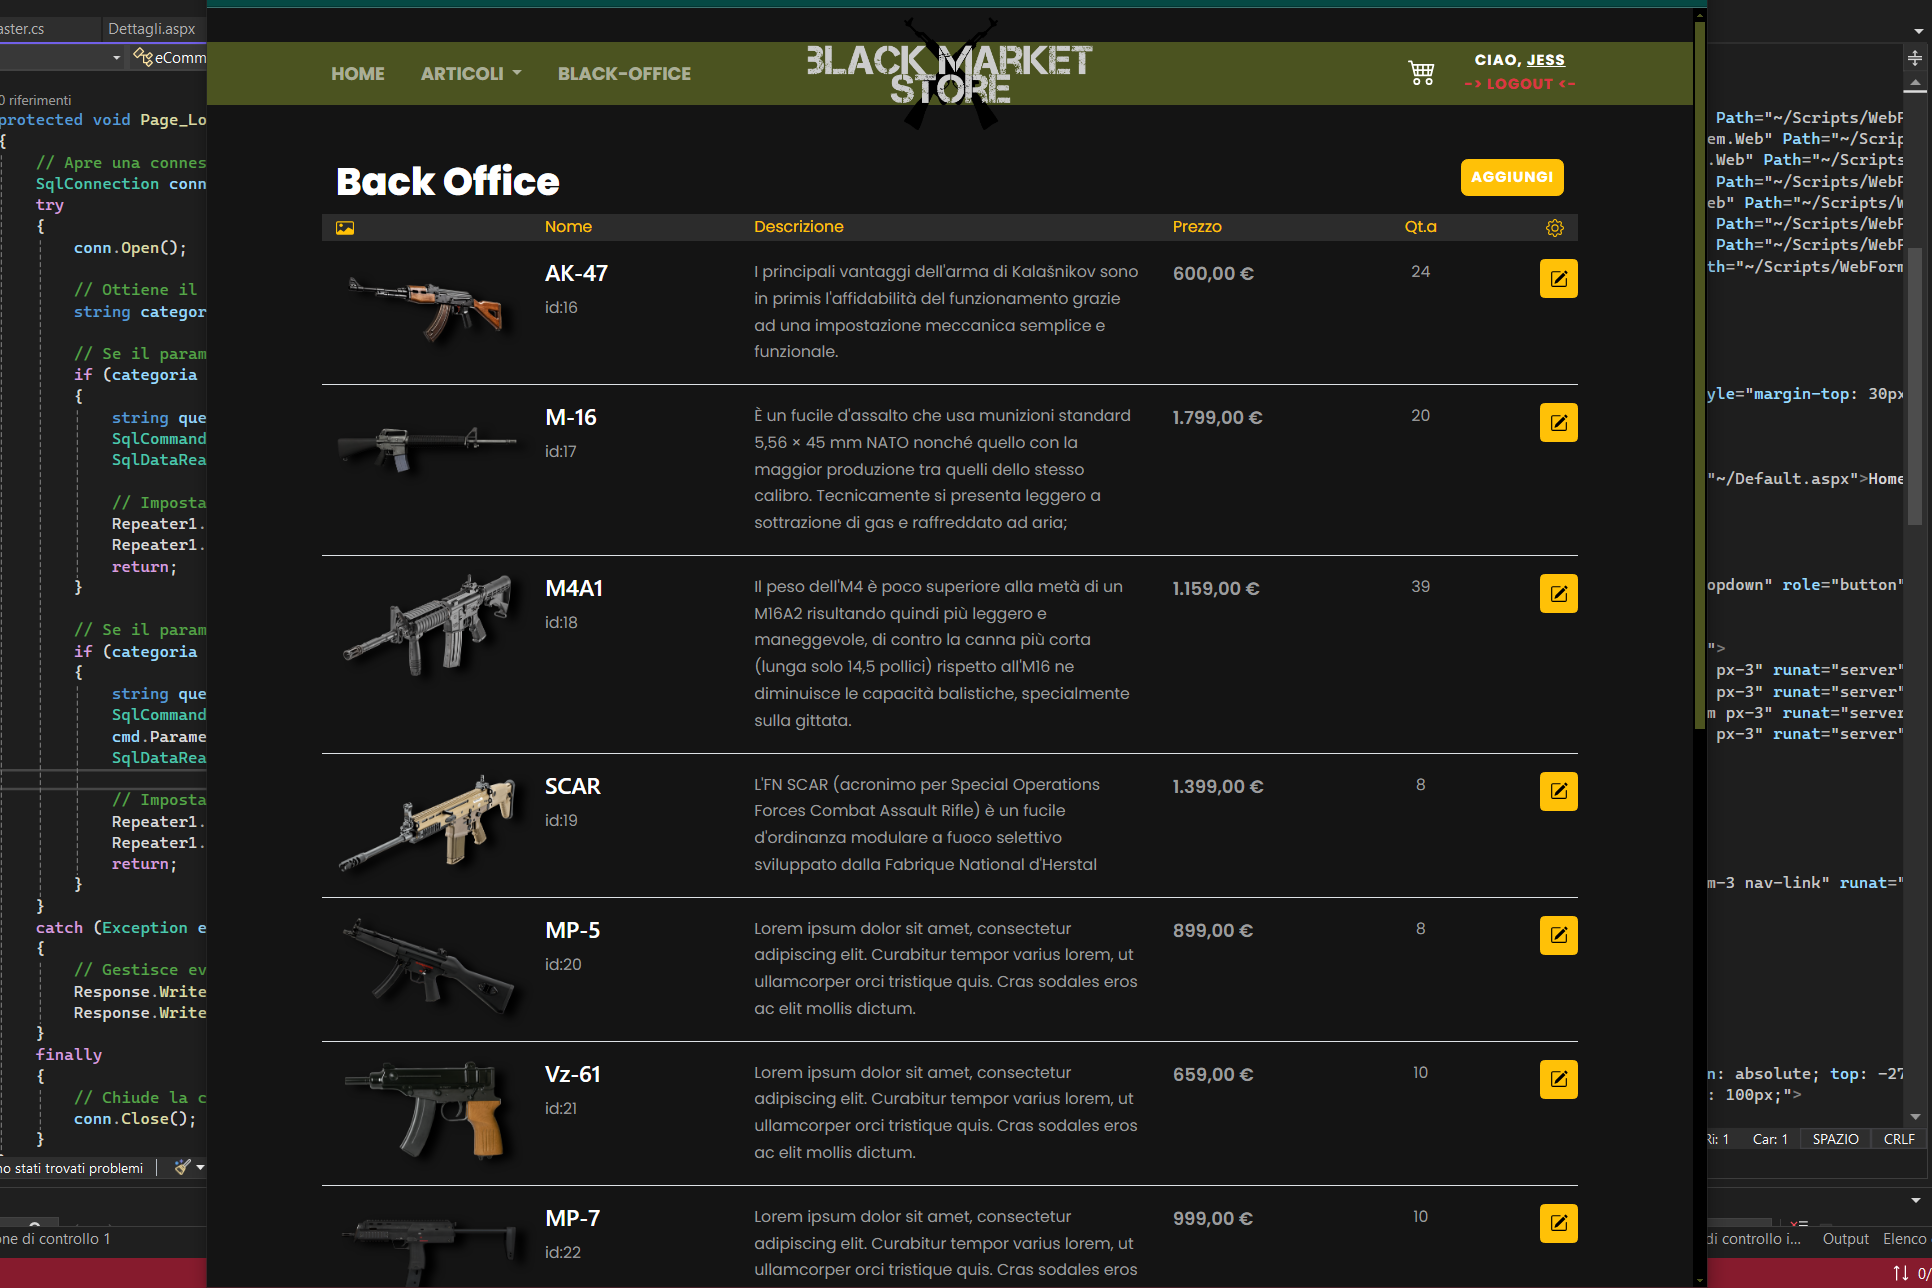 aster.cs
Dettagli.aspx
eComm
0 riferimenti
protected void Page_Lo
{
// Apre una connes
SqlConnection conn
try
{
conn.Open();
// Ottiene il
string categor
// Se il param
if (categoria
{
string que
SqlCommand
SqlDataRea
// Imposta
Repeater1.
Repeater1.
return;
}
// Se il param
if (categoria
{
string que
SqlCommand
cmd.Parame
SqlDataRea
// Imposta
Repeater1.
Repeater1.
return;
}
}
catch (Exception e
{
// Gestisce ev
Response.Write
Response.Write
}
finally
{
// Chiude la c
conn.Close();
}
no stati trovati problemi
one di controllo 1
HOME
ARTICOLI
BLACK-OFFICE
BLACK MARKET
STORE
CIAO, JESS
-> LOGOUT <-
Back Office
AGGIUNGI
Nome Descrizione Prezzo Qt.a
AK-47
id:16
I principali vantaggi dell'arma di Kalašnikov sono
in primis l'affidabilità del funzionamento grazie
ad una impostazione meccanica semplice e
funzionale.
600,00 €
24
M-16
id:17
È un fucile d'assalto che usa munizioni standard
5,56 × 45 mm NATO nonché quello con la
maggior produzione tra quelli dello stesso
calibro. Tecnicamente si presenta leggero a
sottrazione di gas e raffreddato ad aria;
1.799,00 €
20
M4A1
id:18
Il peso dell'M4 è poco superiore alla metà di un
M16A2 risultando quindi più leggero e
maneggevole, di contro la canna più corta
(lunga solo 14,5 pollici) rispetto all'M16 ne
diminuisce le capacità balistiche, specialmente
sulla gittata.
1.159,00 €
39
SCAR
id:19
L'FN SCAR (acronimo per Special Operations
Forces Combat Assault Rifle) è un fucile
d'ordinanza modulare a fuoco selettivo
sviluppato dalla Fabrique National d'Herstal
1.399,00 €
8
MP-5
id:20
Lorem ipsum dolor sit amet, consectetur
adipiscing elit. Curabitur tempor varius lorem, ut
ullamcorper orci tristique quis. Cras sodales eros
ac elit mollis dictum.
899,00 €
8
Vz-61
id:21
Lorem ipsum dolor sit amet, consectetur
adipiscing elit. Curabitur tempor varius lorem, ut
ullamcorper orci tristique quis. Cras sodales eros
ac elit mollis dictum.
659,00 €
10
MP-7
id:22
Lorem ipsum dolor sit amet, consectetur
adipiscing elit. Curabitur tempor varius lorem, ut
ullamcorper orci tristique quis. Cras sodales eros
999,00 €
10
Path="~/Scripts/WebF
em.Web" Path="~/Scrip
.Web" Path="~/Scripts
Path="~/Scripts/WebF
eb" Path="~/Scripts/W
Path="~/Scripts/WebF
Path="~/Scripts/WebF
th="~/Scripts/WebForm
yle="margin-top: 30px
"~/Default.aspx">Home
opdown" role="button"
">
px-3" runat="server"
px-3" runat="server"
m px-3" runat="server
px-3" runat="server"
m-3 nav-link" runat="
n: absolute; top: -27
: 100px;">
Ri: 1 Car: 1 SPAZIO CRLF
di controllo i... Output Elenco
0/